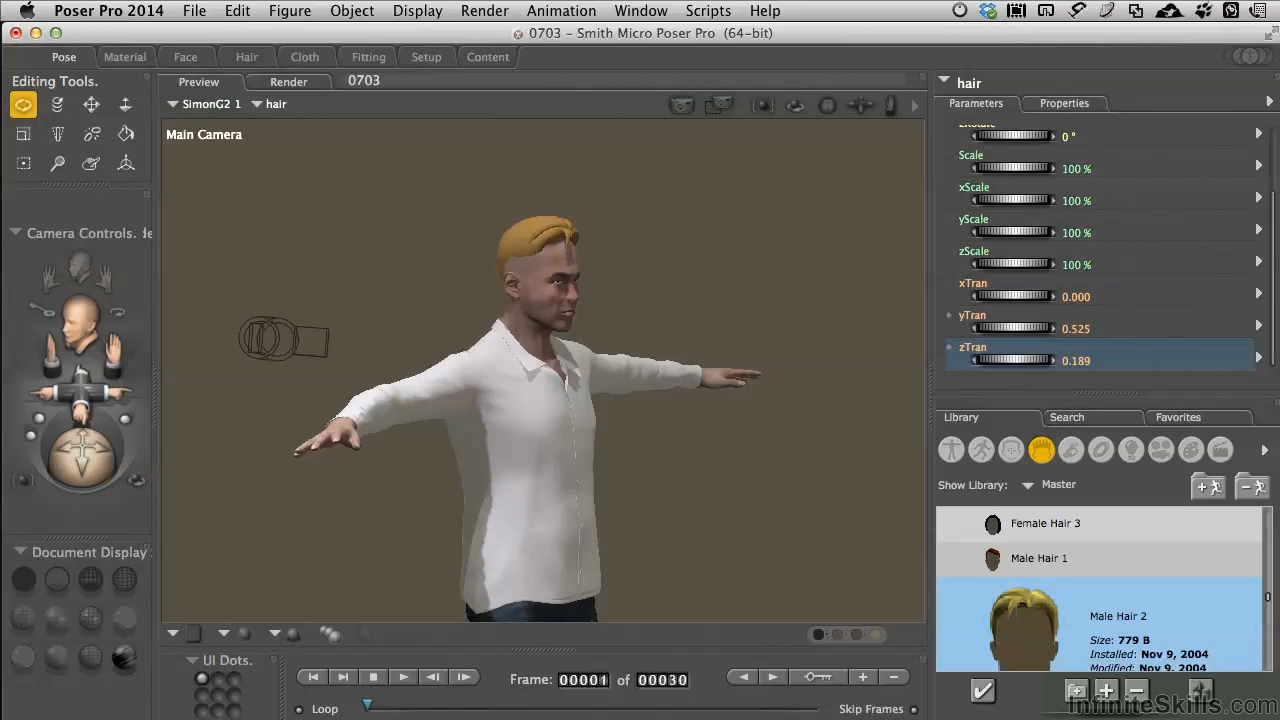 Poser Pro 2014 File Edit Figure Object Display Render Animation Window Scripts Help
0703 - Smith Micro Poser Pro (64-bit)
Pose Material Face Hair Cloth Fitting Setup Content
Editing Tools.
Preview Render 0703
SimonG2 1 hair
Main Camera
Camera Controls.
Document Display
UI Dots.
Loop
Frame: 00001 of 00030
Skip Frames
hair
Parameters Properties
0 °
Scale
100 %
xScale
100 %
yScale
100 %
zScale
100 %
xTran
0.000
yTran
0.525
zTran
0.189
Library Search Favorites
Show Library: Master
Female Hair 3
Male Hair 1
Male Hair 2
Size: 779 B
Installed: Nov 9, 2004
Modified: Nov 9, 2004
InfiniteSkills.com